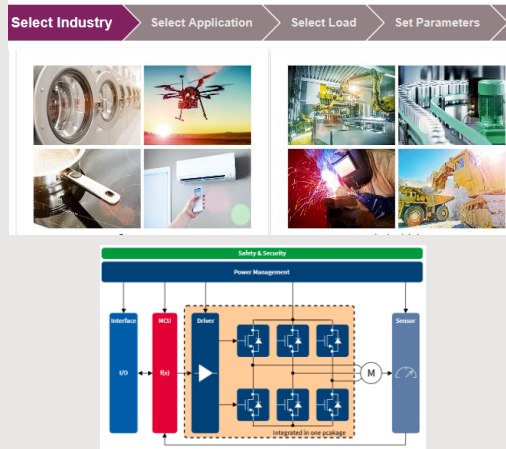 Select Industry
Select Application
Select Load
Set Parameters
Safety & Security
Power Management
Interface
MCU
Driver
Sensor
I/O
f(x)
M
Integrated in one pcakage